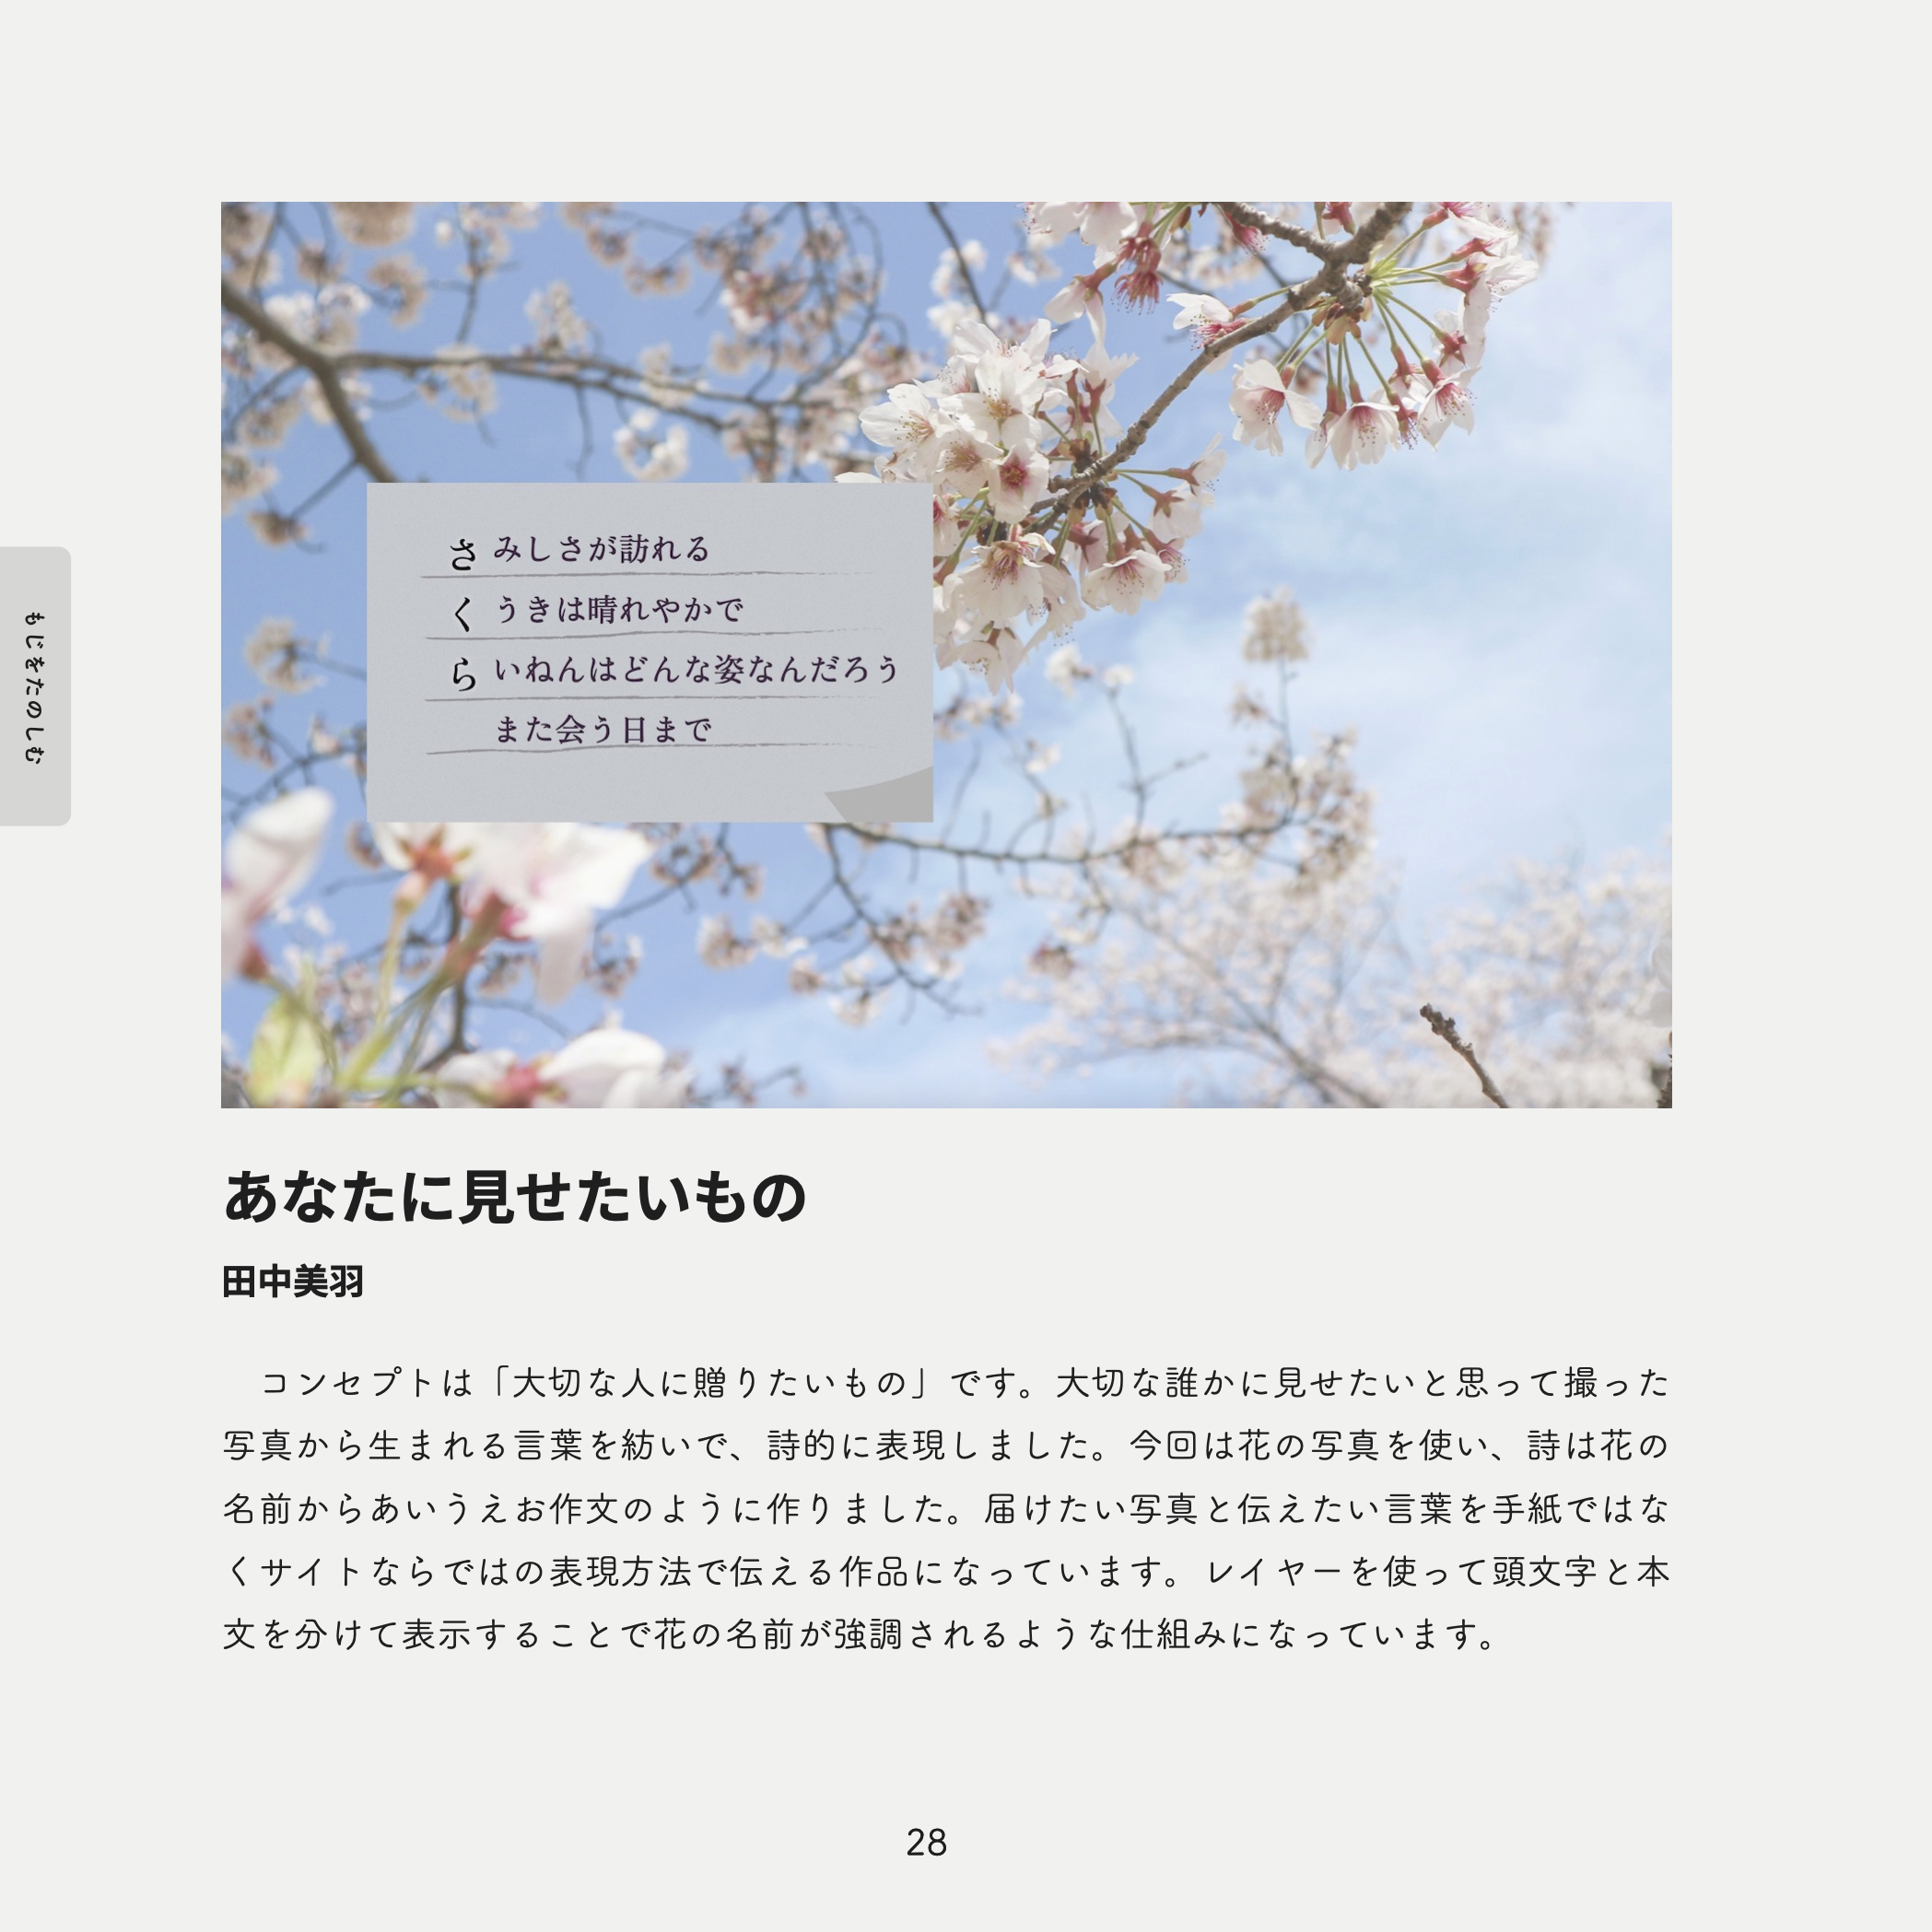 もじをたのしむ
さ みしさが訪れる
く うきは晴れやかで
ら いねんはどんな姿なんだろう
また会う日まで
あなたに見せたいもの
田中美羽
コンセプトは「大切な人に贈りたいもの」です。大切な誰かに見せたいと思って撮った
写真から生まれる言葉を紡いで、詩的に表現しました。今回は花の写真を使い、詩は花の
名前からあいうえお作文のように作りました。届けたい写真と伝えたい言葉を手紙ではな
くサイトならではの表現方法で伝える作品になっています。レイヤーを使って頭文字と本
文を分けて表示することで花の名前が強調されるような仕組みになっています。
28